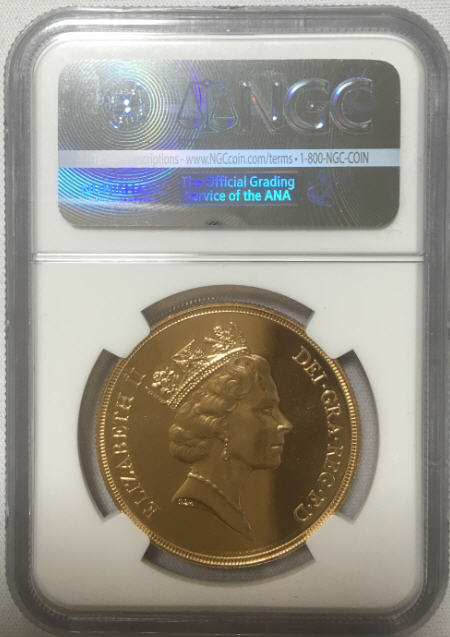 NGC
descriptions - www.NGCcoin.com/terms • 1-800-NGC-COIN
The Official Grading
Service of the ANA
ELIZABETH II
DEI·GRA·REG·F·D